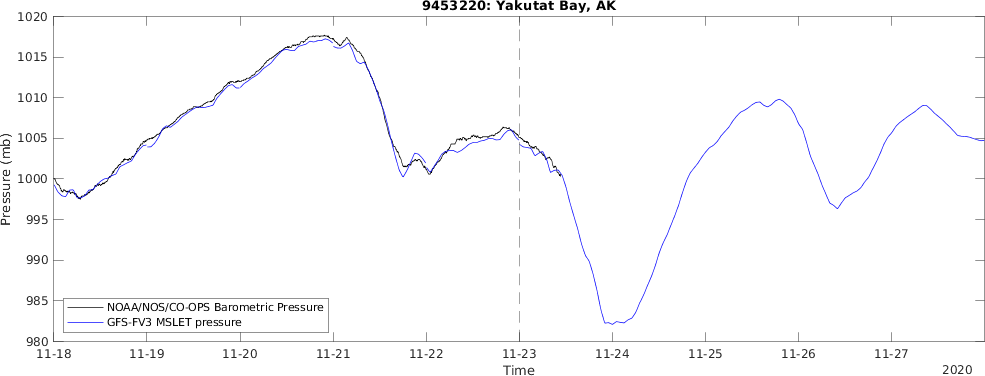 9453220: Yakutat Bay, AK
Pressure (mb)
1020
1015
1010
1005
1000
995
990
985
980
NOAA/NOS/CO-OPS Barometric Pressure
GFS-FV3 MSLET pressure
11-18 11-19 11-20 11-21 11-22 11-23 11-24 11-25 11-26 11-27
Time
2020